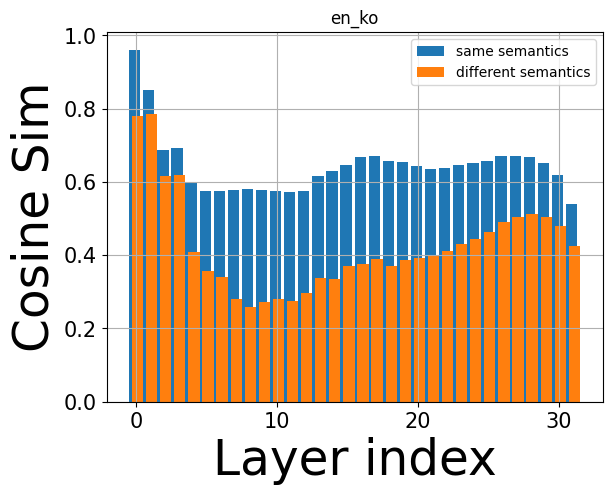 en_ko
same semantics
different semantics
Cosine Sim
1.0
0.8
0.6
0.4
0.2
0.0
0 10 20 30
Layer index